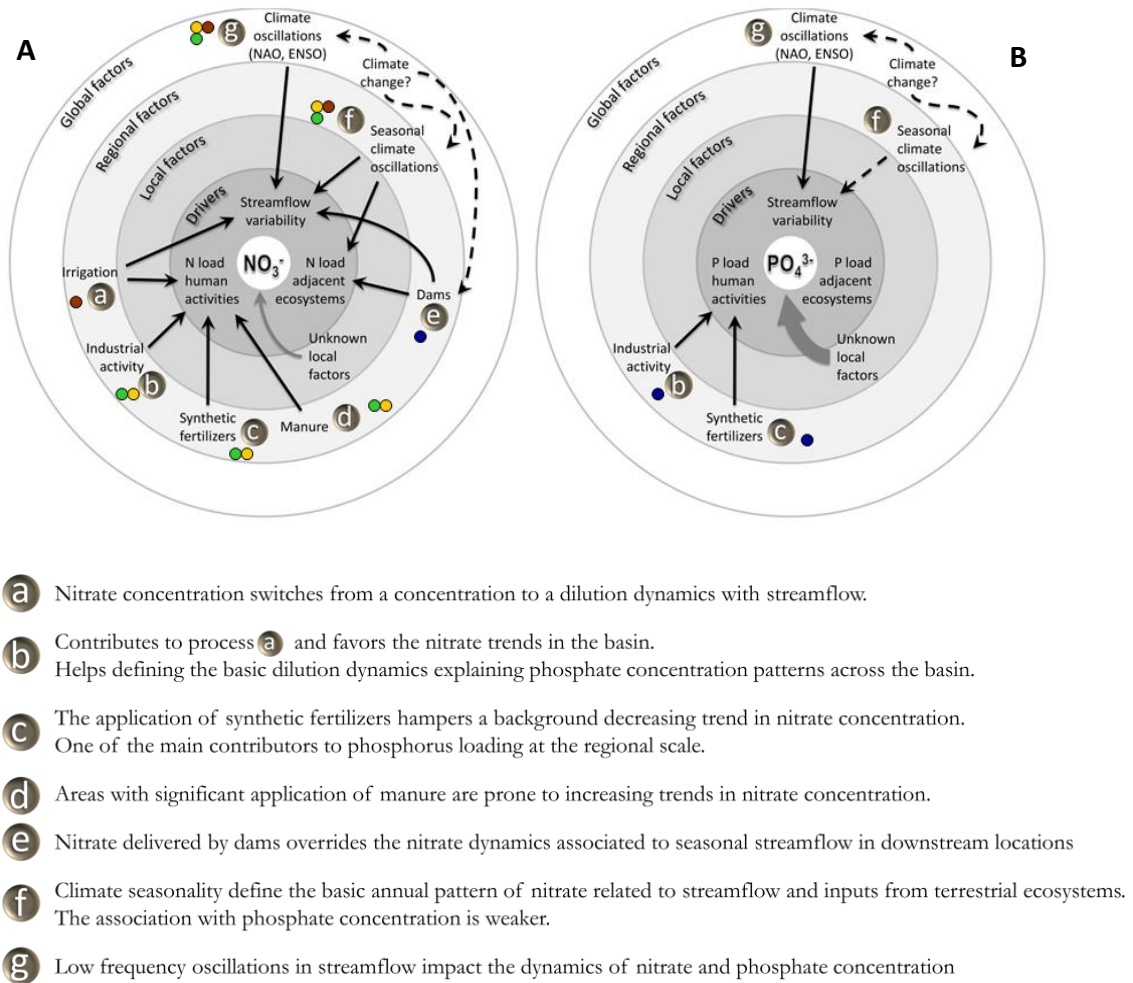 A
g
Climate
oscillations
(NAO, ENSO)
Climate
change?
Global factors
Regional factors
Local factors
Drivers
f
Seasonal
climate
oscillations
Streamflow
variability
Irrigation
a
N load
human
activities
NO3-
N load
adjacent
ecosystems
Dams
e
Industrial
activity
b
Unknown
local
factors
Synthetic
fertilizers
c
Manure
d
B
g
Climate
oscillations
(NAO, ENSO)
Climate
change?
Global factors
Regional factors
Local factors
Drivers
f
Seasonal
climate
oscillations
Streamflow
variability
P load
human
activities
PO43-
P load
adjacent
ecosystems
Industrial
activity
b
Unknown
local
factors
Synthetic
fertilizers
c
a Nitrate concentration switches from a concentration to a dilution dynamics with streamflow.
b Contributes to process a and favors the nitrate trends in the basin.
Helps defining the basic dilution dynamics explaining phosphate concentration patterns across the basin.
c The application of synthetic fertilizers hampers a background decreasing trend in nitrate concentration.
One of the main contributors to phosphorus loading at the regional scale.
d Areas with significant application of manure are prone to increasing trends in nitrate concentration.
e Nitrate delivered by dams overrides the nitrate dynamics associated to seasonal streamflow in downstream locations
f Climate seasonality define the basic annual pattern of nitrate related to streamflow and inputs from terrestrial ecosystems.
The association with phosphate concentration is weaker.
g Low frequency oscillations in streamflow impact the dynamics of nitrate and phosphate concentration